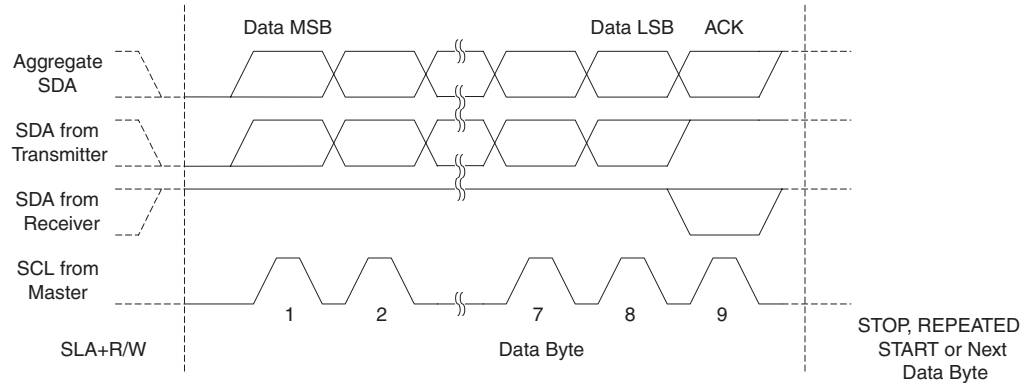 Data MSB
Data LSB
ACK
Aggregate
SDA
SDA from
Transmitter
SDA from
Receiver
SCL from
Master
1
2
7
8
9
SLA+R/W
Data Byte
STOP, REPEATED
START or Next
Data Byte